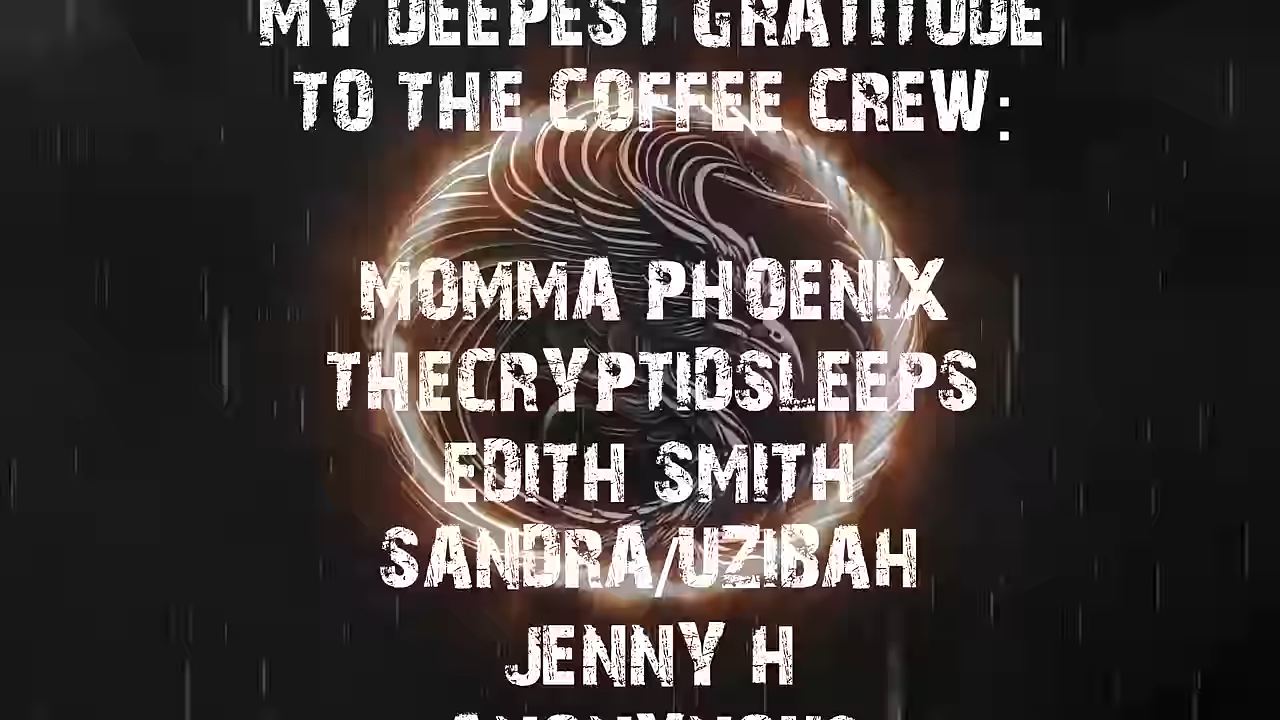 MY DEEPEST GRATITUDE
TO THE COFFEE CREW:
MOMMA PHOENIX
THECRYPTIDSLEEPS
EDITH SMITH
SANDRA/UZIBAH
JENNY H